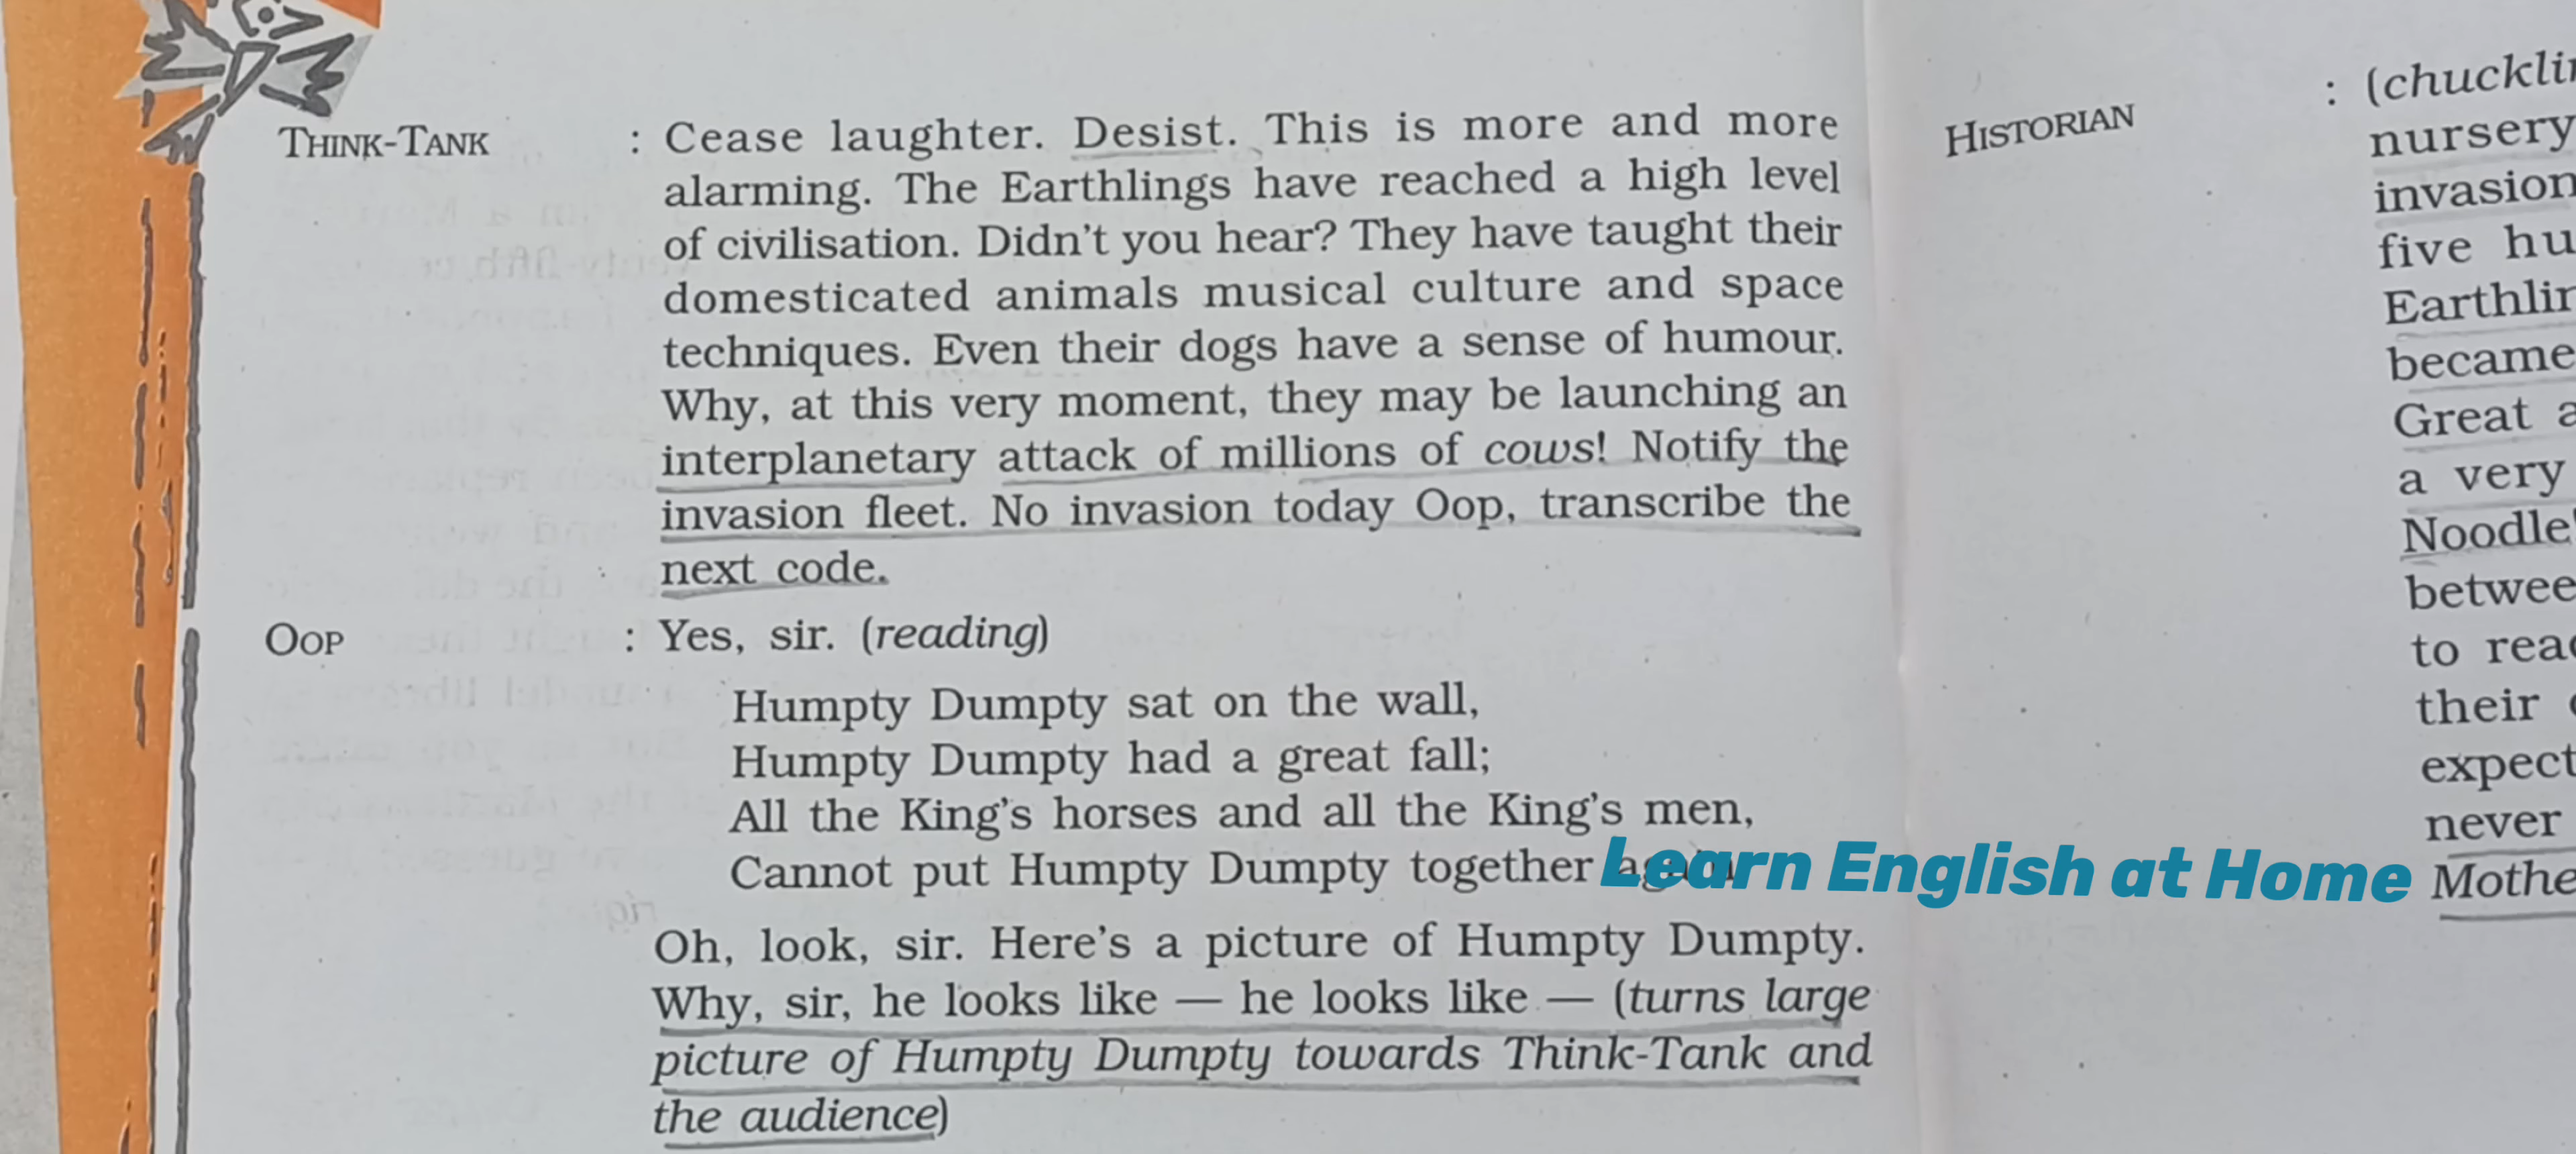 THINK-TANK : Cease laughter. Desist. This is more and more
alarming. The Earthlings have reached a high level
of civilisation. Didn't you hear? They have taught their
domesticated animals musical culture and space
techniques. Even their dogs have a sense of humour.
Why, at this very moment, they may be launching an
interplanetary attack of millions of cows! Notify the
invasion fleet. No invasion today Oop, transcribe the
next code.
OOP : Yes, sir. (reading)
Humpty Dumpty sat on the wall,
Humpty Dumpty had a great fall;
All the King's horses and all the King's men,
Cannot put Humpty Dumpty together
Learn English at Home
Oh, look, sir. Here's a picture of Humpty Dumpty.
Why, sir, he looks like — he looks like — (turns large
picture of Humpty Dumpty towards Think-Tank and
the audience)
HISTORIAN : 
nursery
invasion
five
became
Great
a very
to
their
never